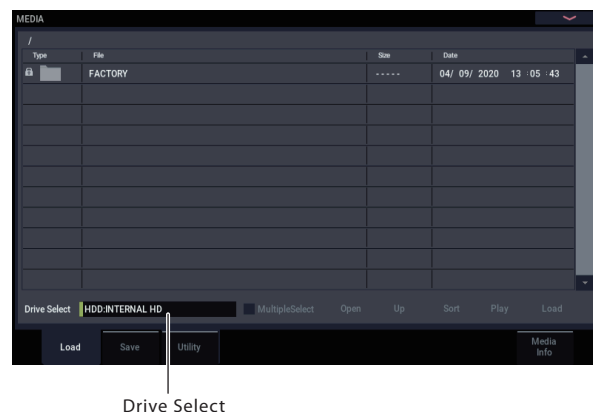 MEDIA
/
Type File Size Date
FACTORY ----- 04/ 09/ 2020 13 :05 :43
Drive Select HDD:INTERNAL HD MultipleSelect Open Up Sort Play Load
Load Save Utility Media Info
Drive Select